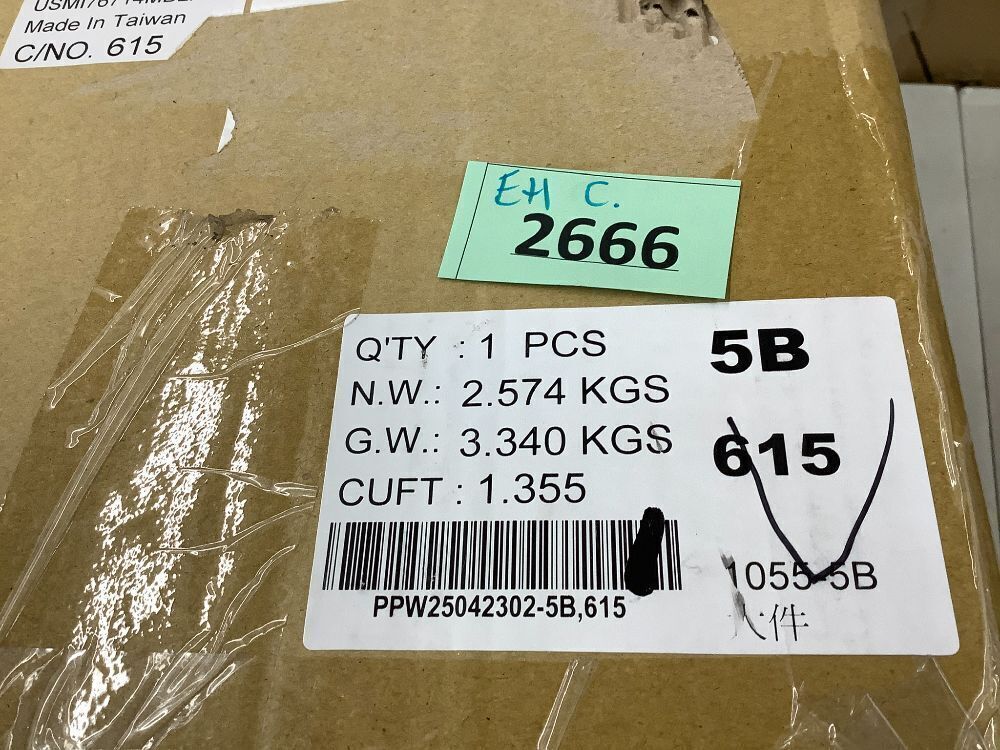 Made In Taiwan
C/NO. 615
EH C.
2666
Q'TY : 1 PCS
5B
N.W.: 2.574 KGS
G.W.: 3.340 KGS
615
CUFT : 1.355
1055-5B
PPW25042302-5B,615
件